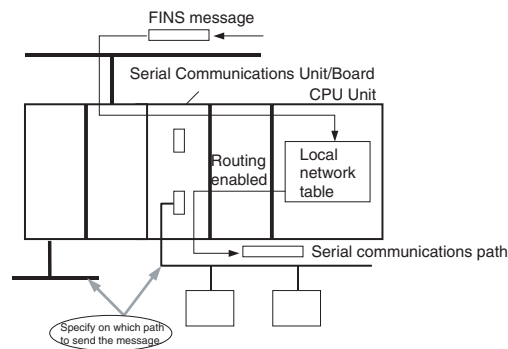 FINS message
Serial Communications Unit/Board
CPU Unit
Routing
enabled
Local
network
table
Serial communications path
Specify on which path
to send the message